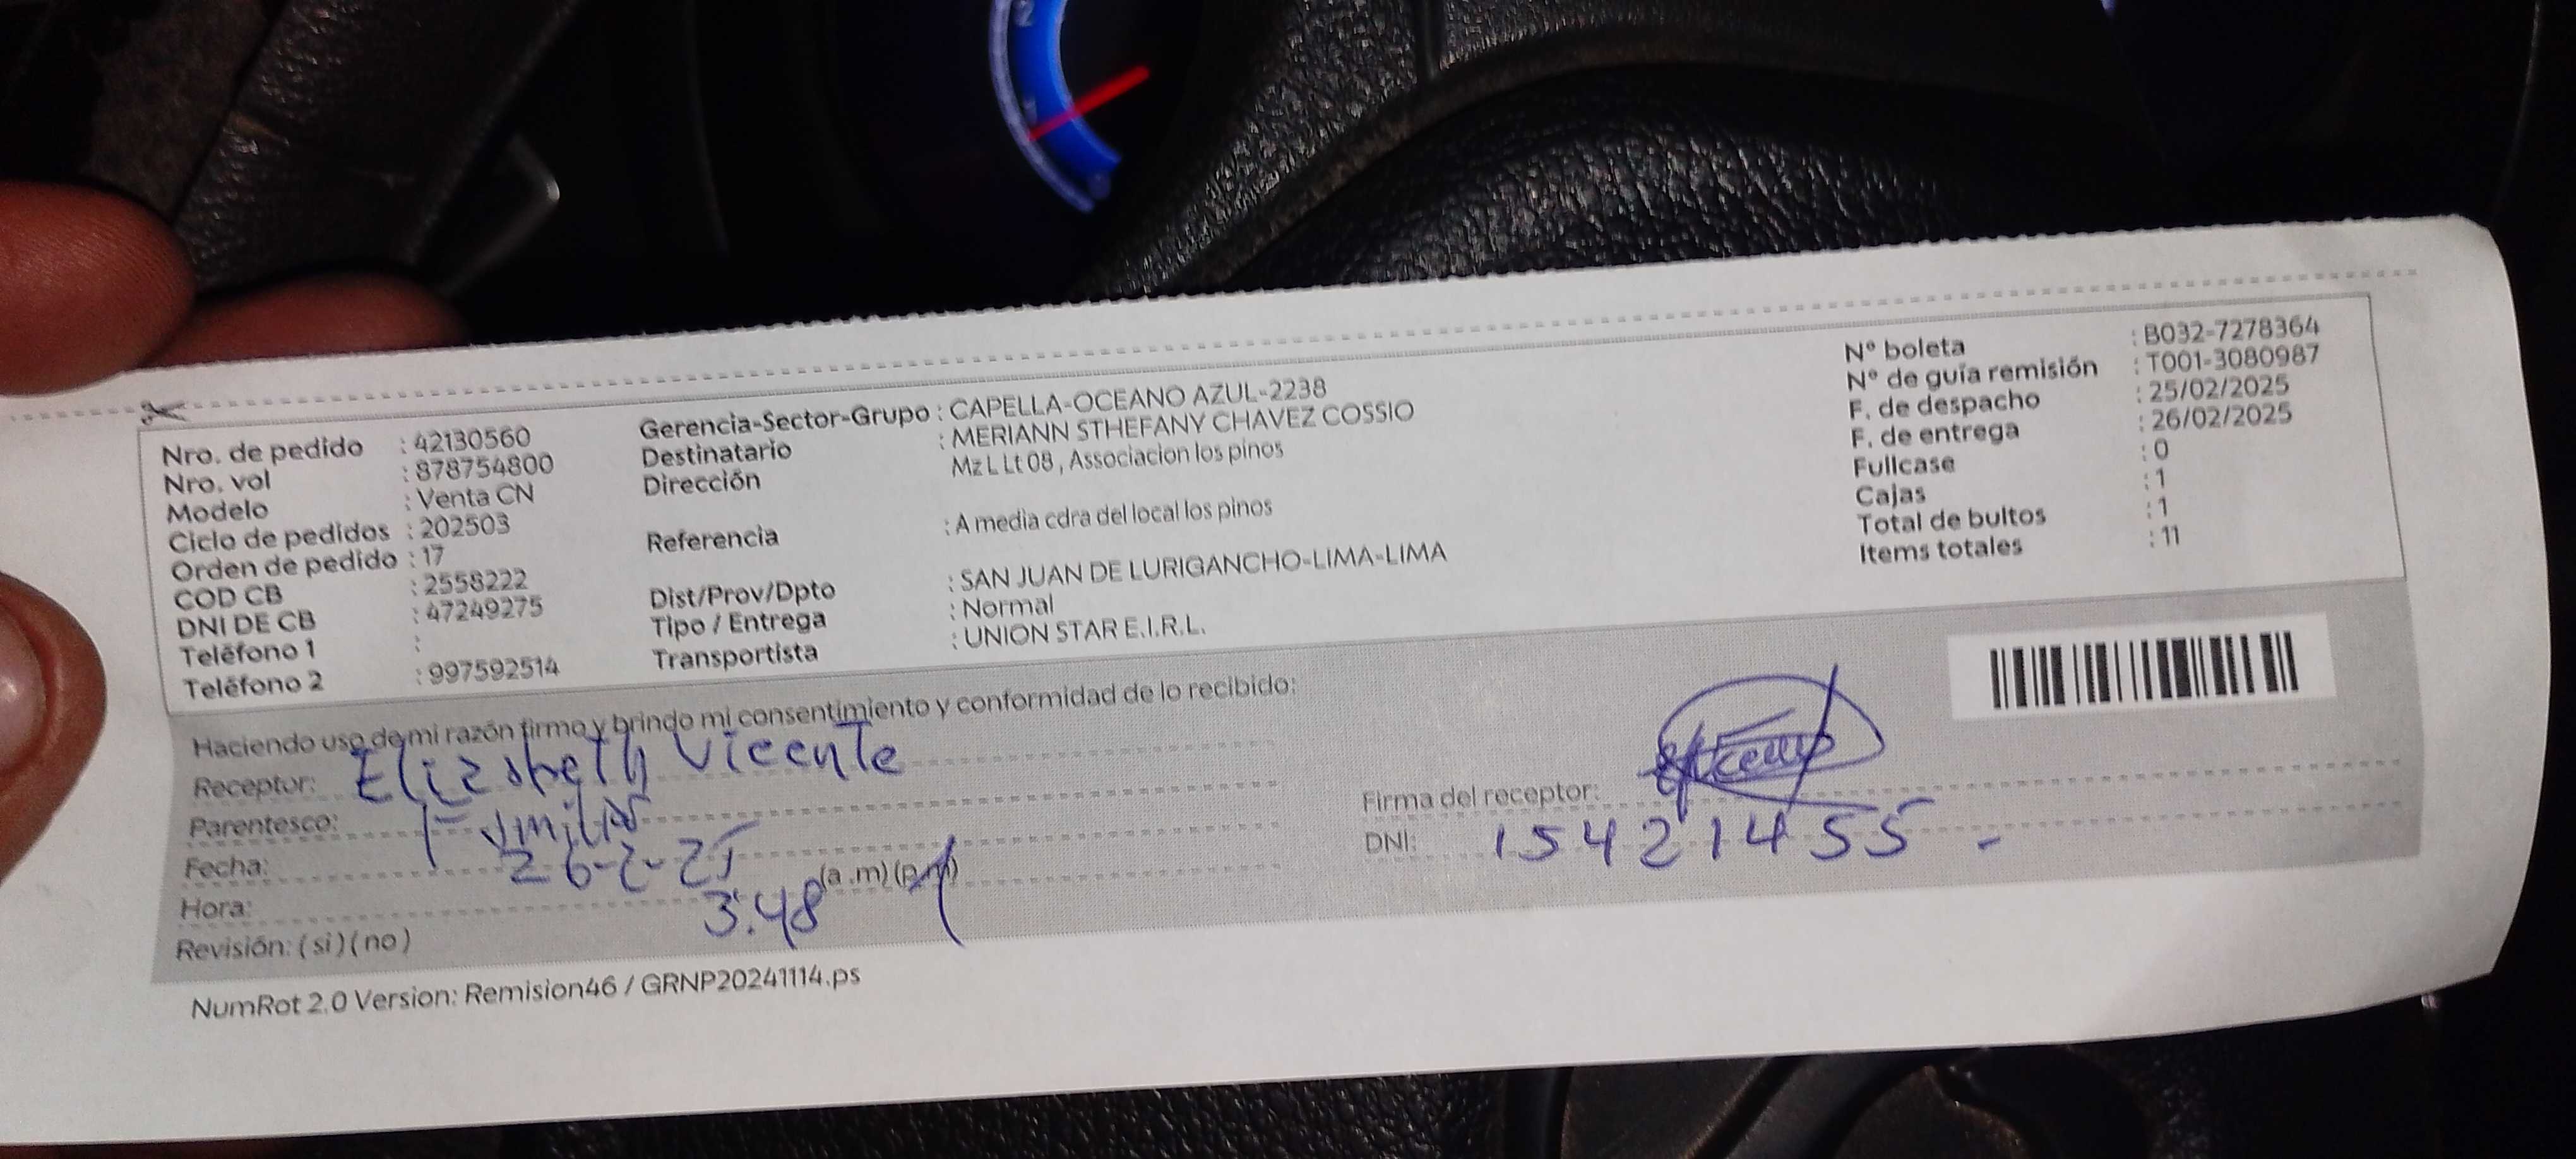 Nro. de pedido : 42130560
Nro. vol : 878754800
Modelo : Venta CN
Ciclo de pedidos : 202503
Orden de pedido : 17
COD CB : 2558222
DNI DE CB : 47249275
Teléfono 1 :
Teléfono 2 : 997592514
Gerencia-Sector-Grupo : CAPELLA-OCEANO AZUL-2238
Destinatario : MERIANN STHEFANY CHAVEZ COSSIO
Dirección Mz L Lt 08 , Associacion los pinos
Referencia : A media cdra del local los pinos
Dist/Prov/Dpto : SAN JUAN DE LURIGANCHO-LIMA-LIMA
Tipo / Entrega : Normal
Transportista : UNION STAR E.I.R.L.
N° boleta : B032-7278364
N° de guía remisión : T001-3080987
F. de despacho : 25/02/2025
F. de entrega : 26/02/2025
Fullcase : 0
Cajas : 1
Total de bultos : 1
Items totales : 11
Haciendo uso de mi razón firmo y brindo mi consentimiento y conformidad de lo recibido:
Receptor: Elizabeth Vicente
Parentesco: Familiar
Fecha: 26-2-25
Hora: 3:48 (a .m) (p.m)
Revisión: ( si ) ( no )
Firma del receptor:
DNI: 15421455 -
NumRot 2.0 Version: Remision46 / GRNP20241114.ps